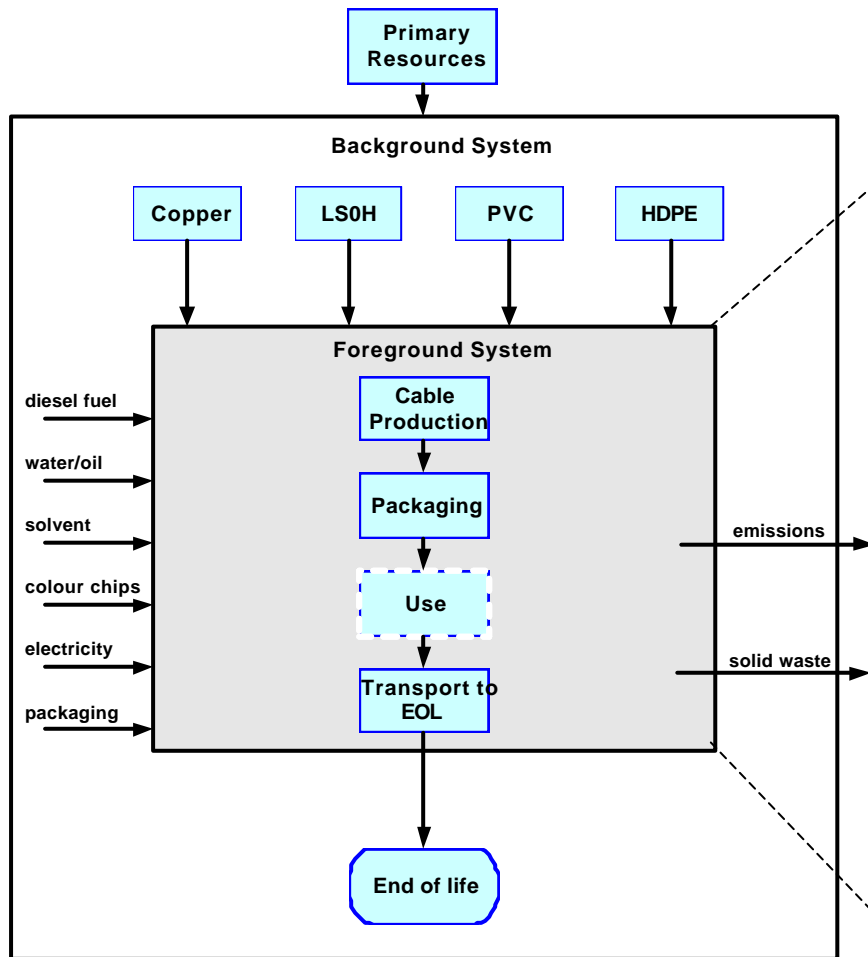 Primary
Resources
Background System
Copper
LS0H
PVC
HDPE
Foreground System
Cable
Production
diesel fuel
water/oil
Packaging
solvent
emissions
colour chips
Use
electricity
solid waste
Transport to
EOL
packaging
End of life